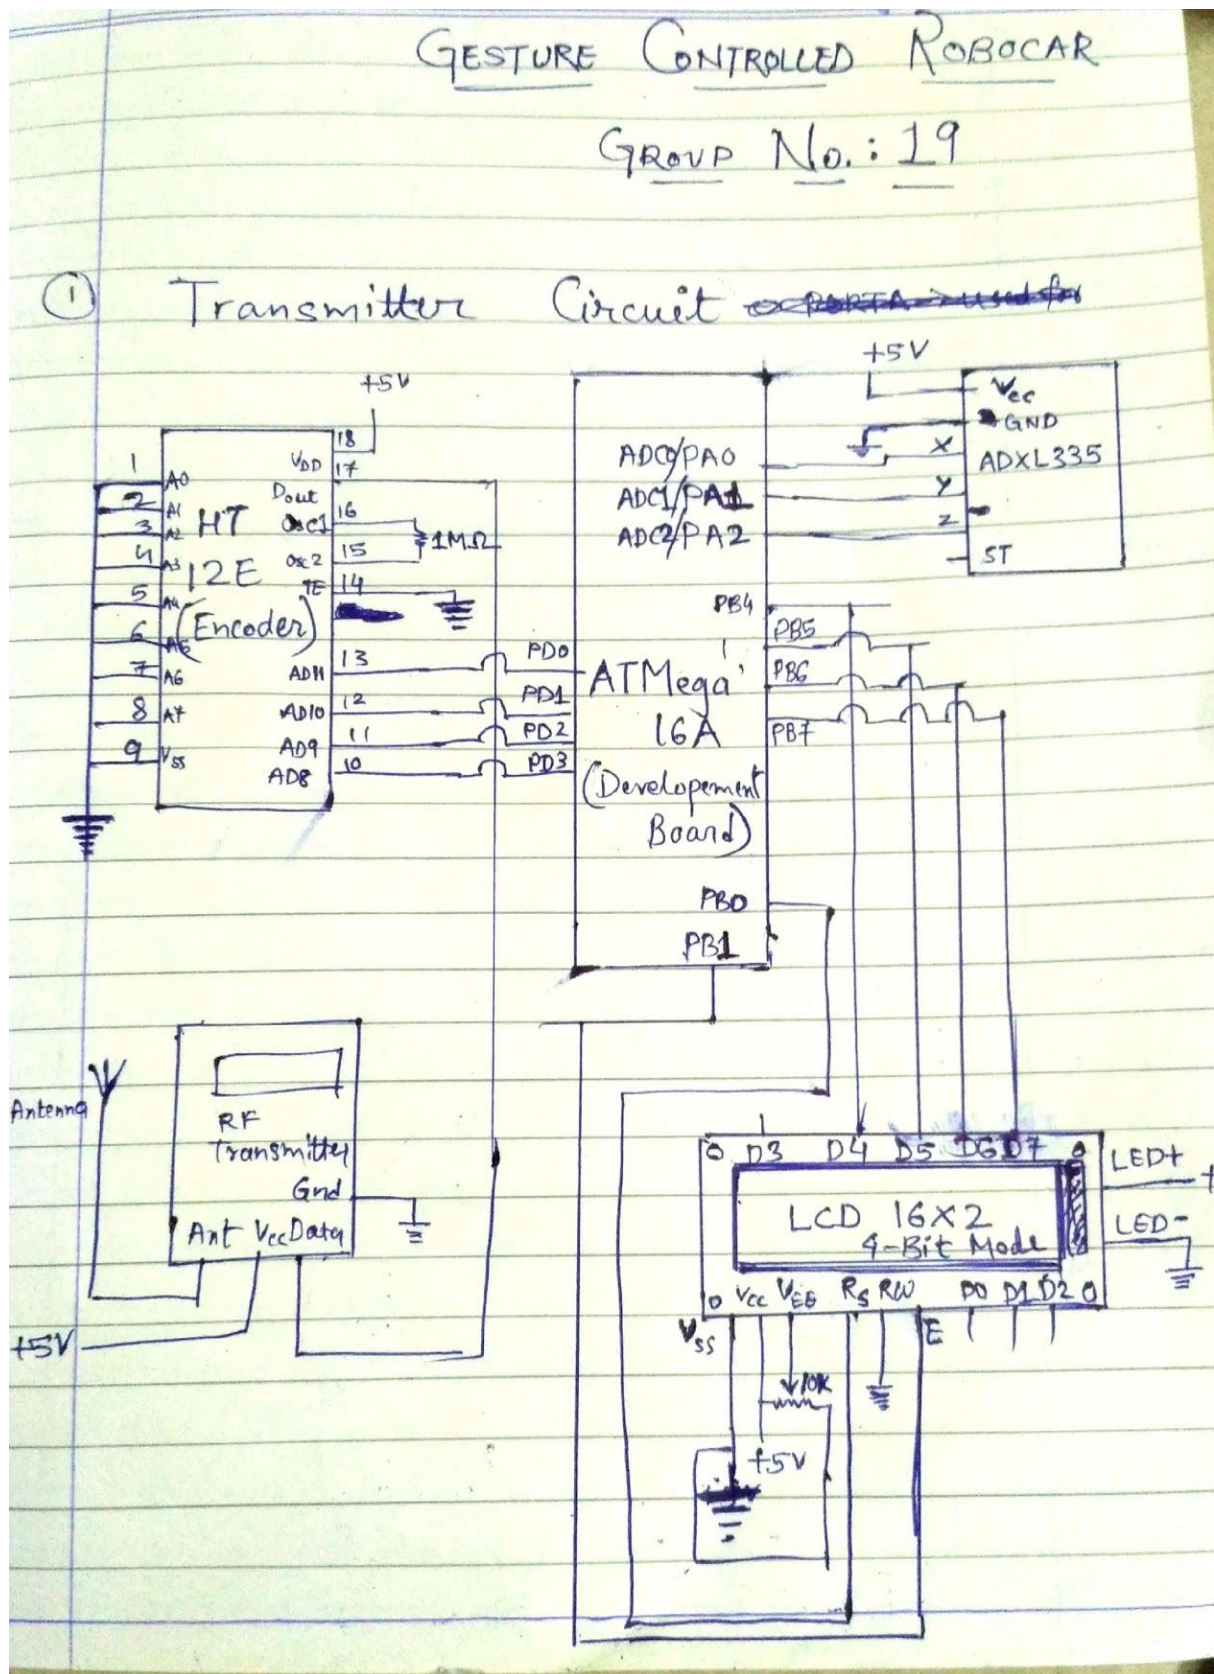 GESTURE CONTROLLED ROBOCAR
GROUP No.: 19
1 Transmitter Circuit
+5V
+5V
1
2
3
4
5
6
7
8
9
A0
A1
A2
A3
A4
A5
A6
A7
Vss
HT
12E
(Encoder)
VDD
Dout
OSC1
OSC2
TE
AD11
AD10
AD9
AD8
18
17
16
15
14
13
12
11
10
1MΩ
PD0
PD1
PD2
PD3
ADC0/PA0
ADC1/PA1
ADC2/PA2
PB4
PB5
PB6
PB7
ATMega
16A
(Developement
Board)
PB0
PB1
Vcc
GND
ADXL335
X
Y
Z
ST
Antenna
RF
Transmitter
Gnd
Ant Vcc Data
+5V
D3 D4 D5 D6 D7
LCD 16X2
4-Bit Mode
LED+
+
LED-
Vss Vcc VEE RS RW E D0 D1 D2
10K
+5V